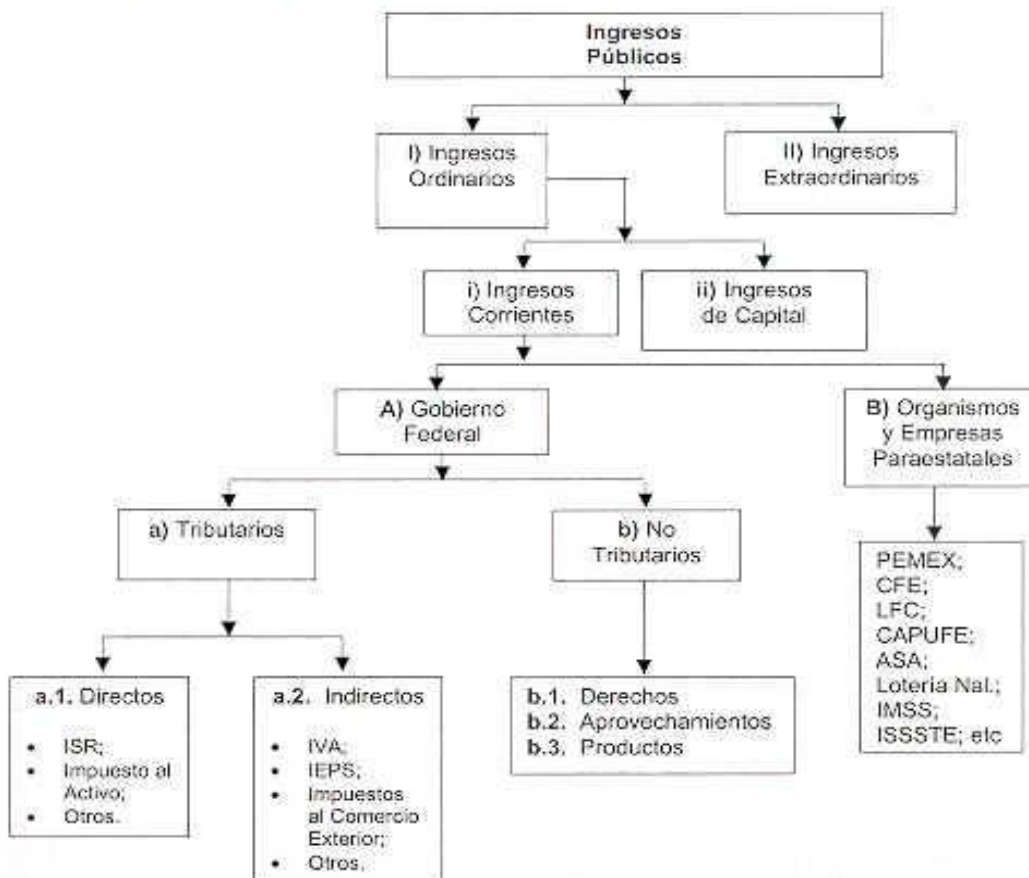 Ingresos
Públicos
I) Ingresos
Ordinarios
II) Ingresos
Extraordinarios
i) Ingresos
Corrientes
ii) Ingresos
de Capital
A) Gobierno
Federal
B) Organismos
y Empresas
Paraestatales
a) Tributarios
b) No
Tributarios
PEMEX;
CFE;
LFC;
CAPUFE;
ASA;
Lotería Nal.;
IMSS;
ISSSTE; etc
a.1. Directos
• ISR;
• Impuesto al
Activo;
• Otros.
a.2. Indirectos
• IVA;
• IEPS;
• Impuestos
al Comercio
Exterior;
• Otros.
b.1. Derechos
b.2. Aprovechamientos
b.3. Productos